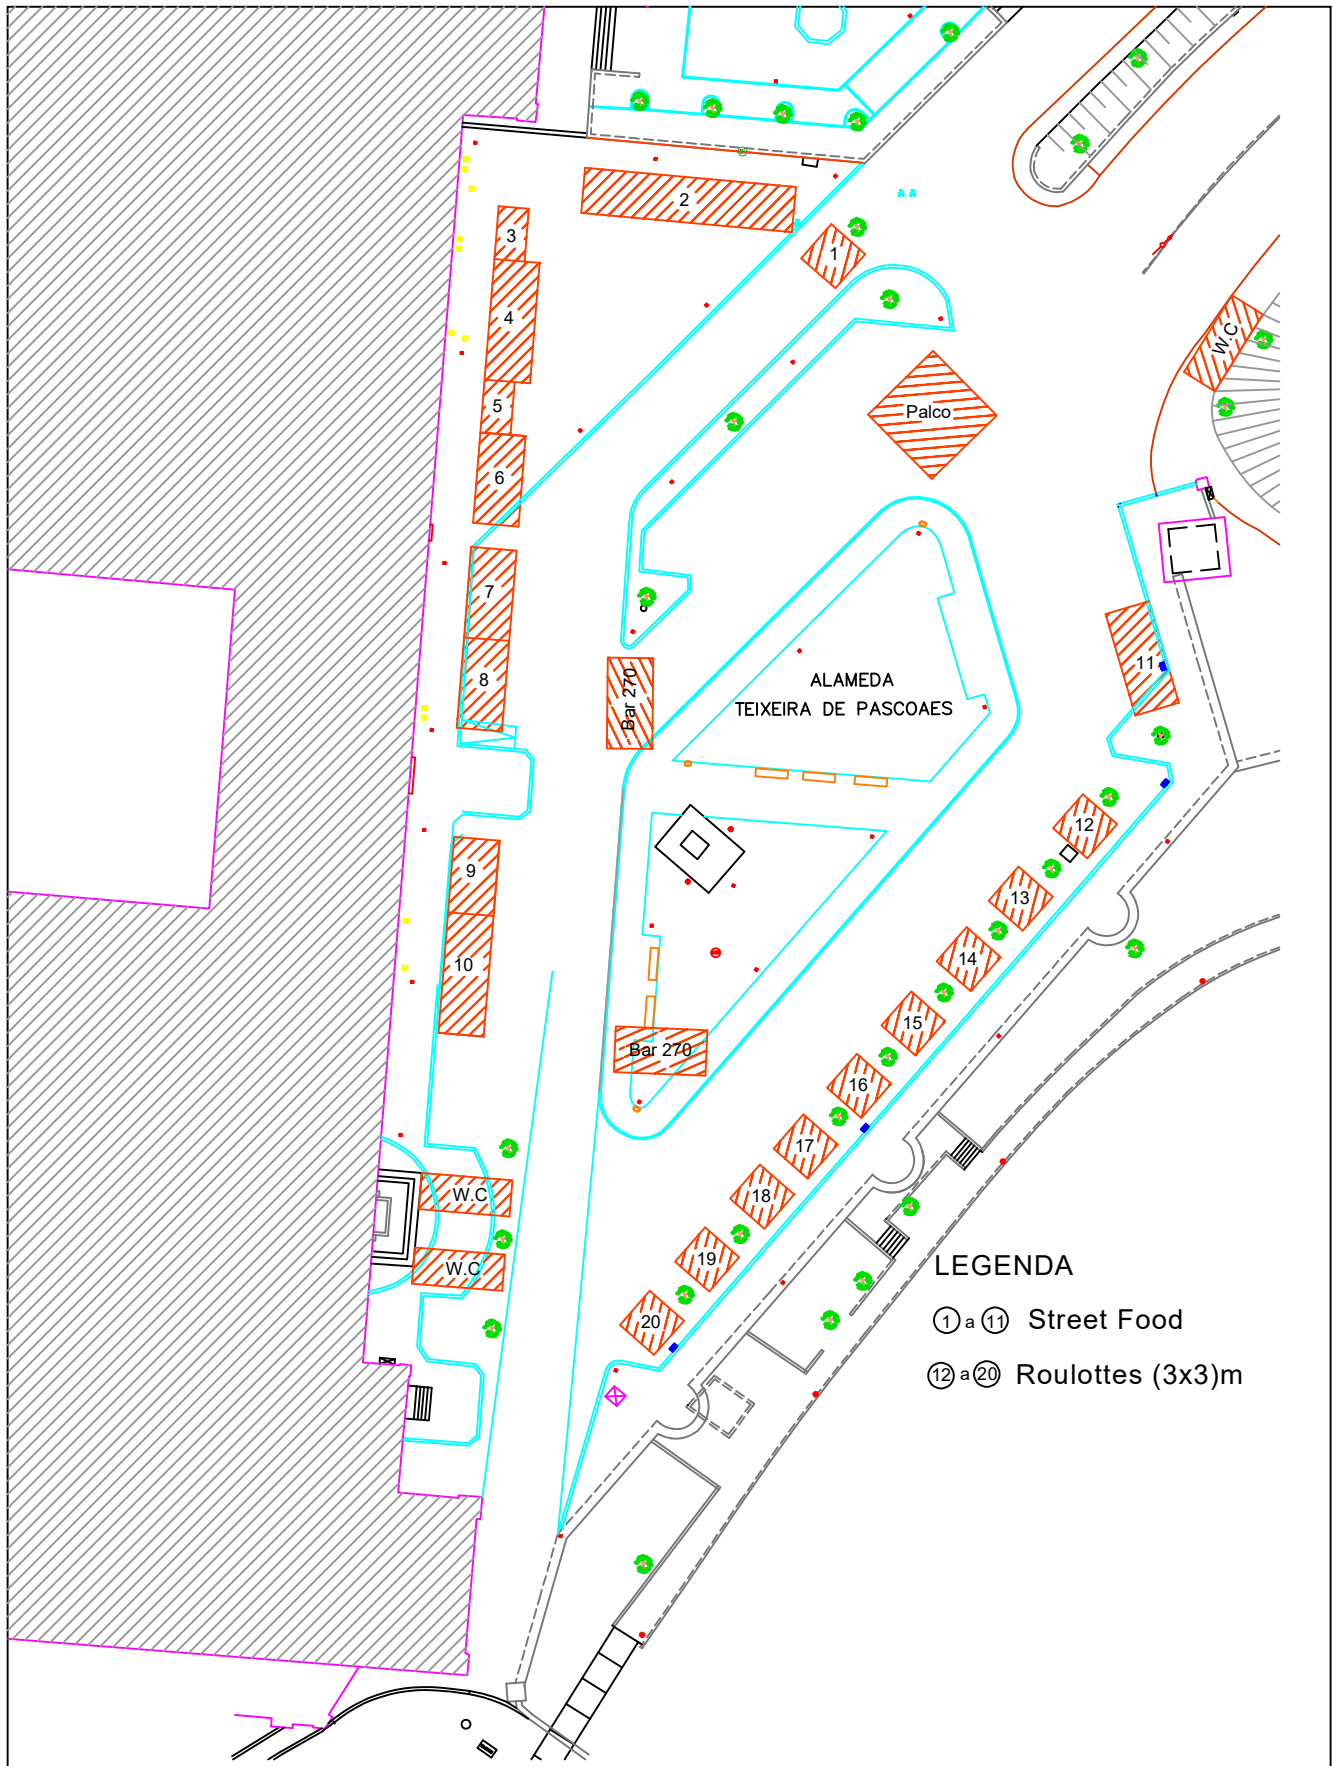 2
3
1
4
W.C
5
Palco
6
7
11
8
ALAMEDA
Bar 270
TEIXEIRA DE PASCOAES
12
9
13
14
10
15
Bar 270
16
17
W.C
18
19
W.C
20
LEGENDA
1 a 11 Street Food
12 a 20 Roulottes (3x3)m